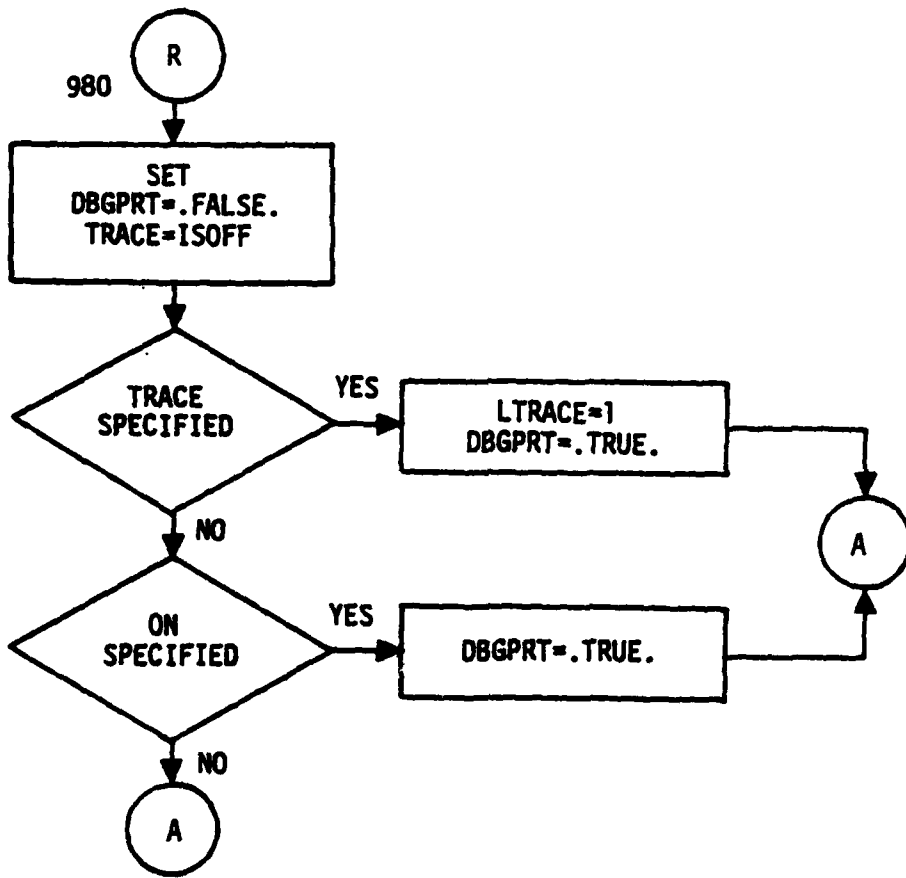 R
980
SET
DBGPRT=.FALSE.
TRACE=ISOFF
TRACE
SPECIFIED
YES
LTRACE=1
DBGPRT=.TRUE.
A
NO
ON
SPECIFIED
YES
DBGPRT=.TRUE.
NO
A